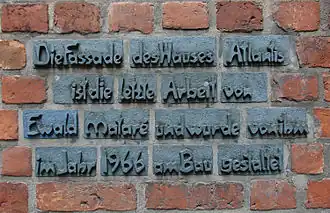 Die Fassade des Hauses Atlantis
ist die letzte Arbeit von
Ewald Mataré und wurde von ihm
im Jahr 1966 am Bau gestaltet